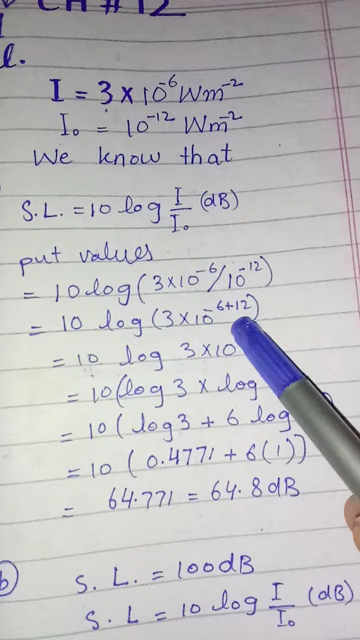 CH # 12
I = 3 × 10⁻⁶ Wm⁻²
I₀ = 10⁻¹² Wm⁻²
We know that
S.L. = 10 log I/I₀ (dB)
put values
= 10 log (3×10⁻⁶/10⁻¹²)
= 10 log (3×10⁻⁶⁺¹²)
= 10 log 3×10
= 10 (log 3 × log
= 10 ( log 3 + 6 log
= 10 ( 0.4771 + 6(1))
= 64.771 = 64.8 dB
b) S. L. = 100 dB
S. L = 10 log I/I₀ (dB)